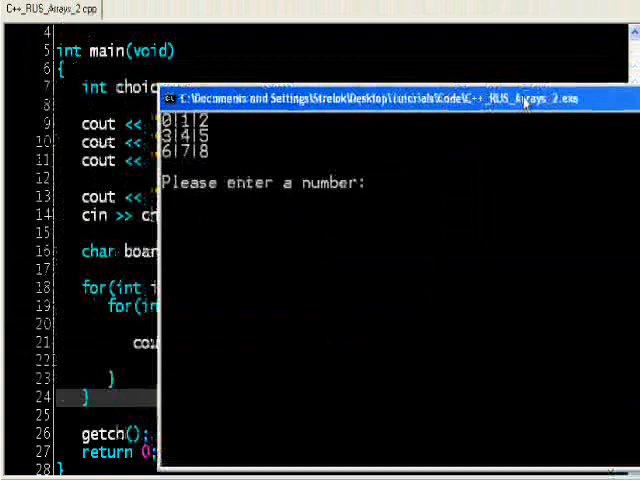 C++_RUS_Arrays_2.cpp
4
5 int main(void)
6 {
7 int choic
8
9 cout <<
10 cout <<
11 cout <<
12
13 cout <<
14 cin >> ch
15
16 char boar
17
18 for(int i
19 for(in
20
21 cou
22
23 }
24 }
25
26 getch();
27 return 0;
28 }
C:\Documents and Settings\Strelok\Desktop\Tutorials\Code\C++_RUS_Arrays_2.exe
0|1|2
3|4|5
6|7|8
Please enter a number: